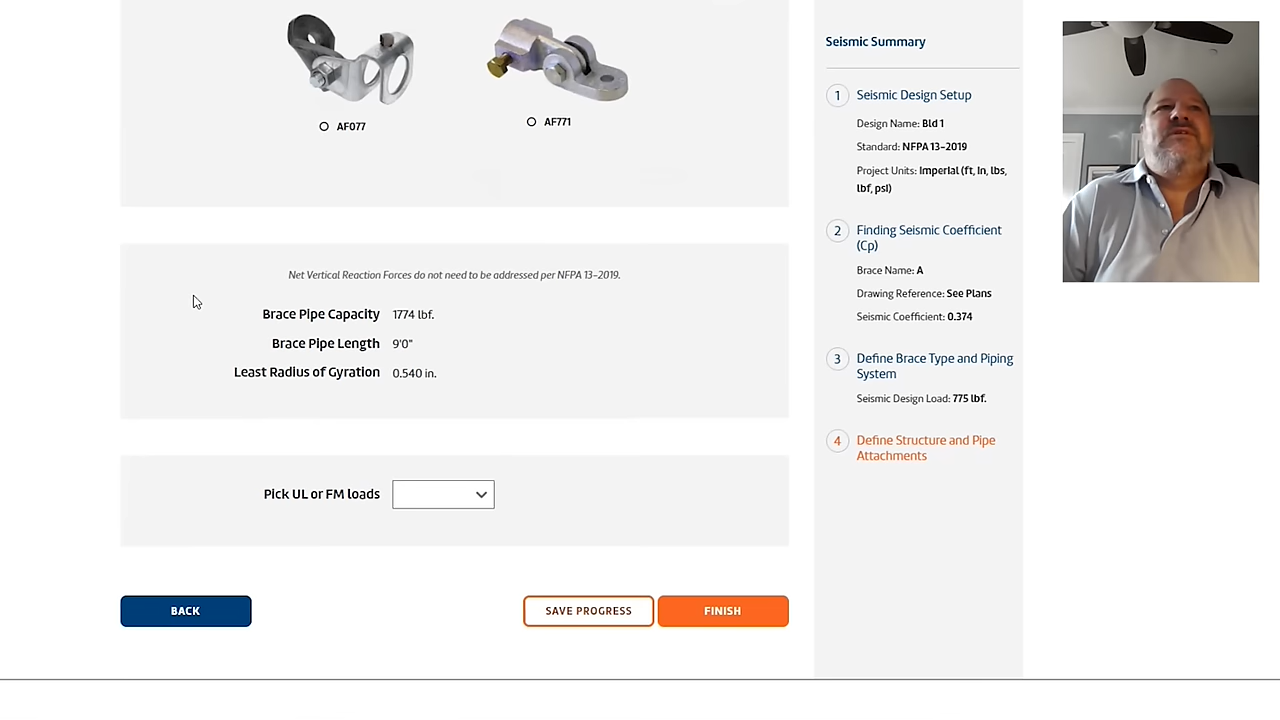 AF077
AF771
Net Vertical Reaction Forces do not need to be addressed per NFPA 13-2019.
Brace Pipe Capacity 1774 lbf.
Brace Pipe Length 9'0"
Least Radius of Gyration 0.540 in.
Pick UL or FM loads
BACK
SAVE PROGRESS
FINISH
Seismic Summary
1 Seismic Design Setup
Design Name: Bld 1
Standard: NFPA 13-2019
Project Units: Imperial (ft, in, lbs,
lbf, psi)
2 Finding Seismic Coefficient
(Cp)
Brace Name: A
Drawing Reference: See Plans
Seismic Coefficient: 0.374
3 Define Brace Type and Piping
System
Seismic Design Load: 775 lbf.
4 Define Structure and Pipe
Attachments